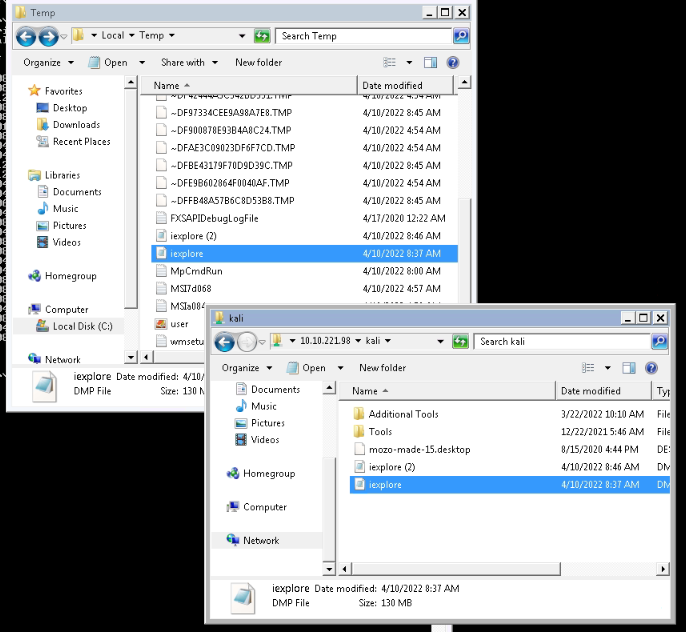 Temp
Local Temp Search Temp
Organize Open Share with New folder
Favorites
Desktop
Downloads
Recent Places
Libraries
Documents
Music
Pictures
Videos
Homegroup
Computer
Local Disk (C:)
Network
Name Date modified
4/10/2022 4:54 AM
~DF97334CEE9A98A7E8.TMP 4/10/2022 8:45 AM
~DF900878E93B4A8C24.TMP 4/10/2022 4:54 AM
~DFAE3C09023DF6F7CD.TMP 4/10/2022 4:54 AM
~DFBE43179F70D9D39C.TMP 4/10/2022 8:45 AM
~DFE9B602864F0040AF.TMP 4/10/2022 4:54 AM
~DFFB48A57B6C8D53B8.TMP 4/10/2022 8:45 AM
FXSAPIDebugLogFile 4/17/2020 12:22 AM
iexplore (2) 4/10/2022 8:46 AM
iexplore 4/10/2022 8:37 AM
MpCmdRun 4/10/2022 8:00 AM
MSI7d068 4/10/2022 4:57 AM
user
wmsetu
iexplore Date modified: 4/10/
DMP File Size: 130 M
kali
10.10.221.98 kali Search kali
Organize Open New folder
Documents
Music
Pictures
Videos
Homegroup
Computer
Network
Name Date modified Ty
Additional Tools 3/22/2022 10:10 AM File
Tools 12/22/2021 5:46 AM File
mozo-made-15.desktop 8/15/2020 4:44 PM DES
iexplore (2) 4/10/2022 8:46 AM DM
iexplore 4/10/2022 8:37 AM DM
iexplore Date modified: 4/10/2022 8:37 AM
DMP File Size: 130 MB